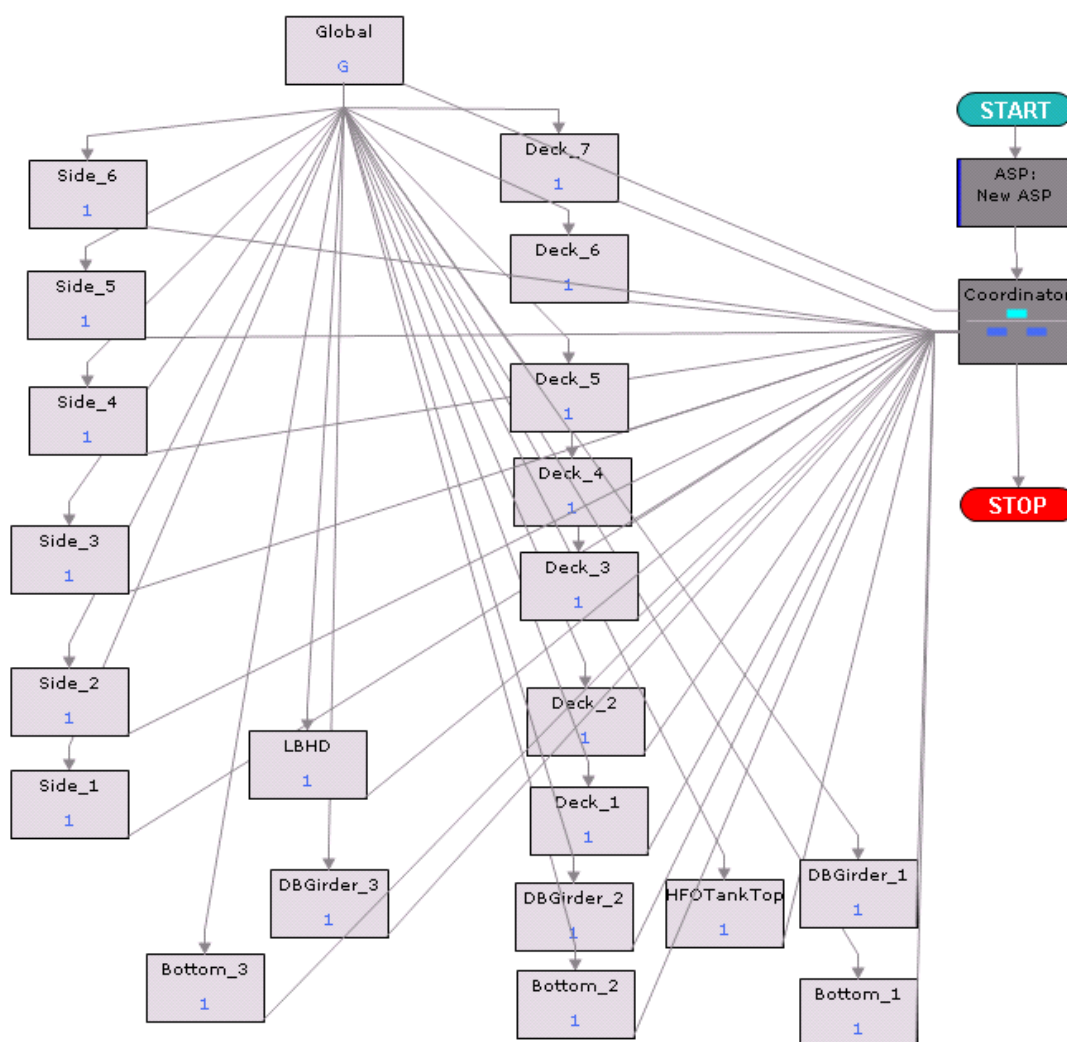 Global
G
START
Deck_7
1
ASP:
New ASP
Side_6
1
Deck_6
1
Side_5
1
Coordinator
Deck_5
1
Side_4
1
Deck_4
1
STOP
Side_3
1
Deck_3
1
Side_2
1
Deck_2
1
LBHD
1
Side_1
1
Deck_1
1
DBGirder_1
1
DBGirder_3
1
DBGirder_2
1
HFOTankTop
1
Bottom_3
1
Bottom_2
1
Bottom_1
1